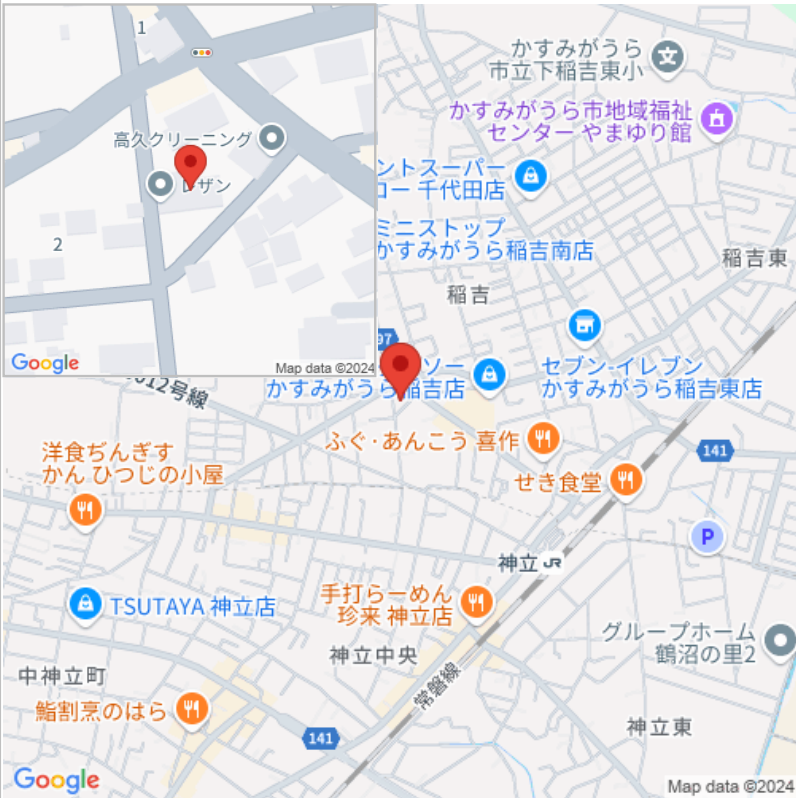 1
高久クリーニング
レザン
2
Google
Map data ©2024
かすみがうら
市立下稲吉東小
かすみがうら市地域福祉
センター やまゆり館
ントスーパー
ロー 千代田店
ミニストップ
かすみがうら稲吉南店
稲吉東
稲吉
97
ソー
かすみがうら稲吉店
セブン-イレブン
かすみがうら稲吉東店
012号線
ふぐ·あんこう 喜作
141
洋食ぢんぎす
かん ひつじの小屋
せき食堂
P
神立 JR
TSUTAYA 神立店
手打らーめん
珍来 神立店
グループホーム
鶴沼の里2
神立中央
中神立町
常磐線
鮨割烹のはら
神立東
141
Google
Map data ©2024